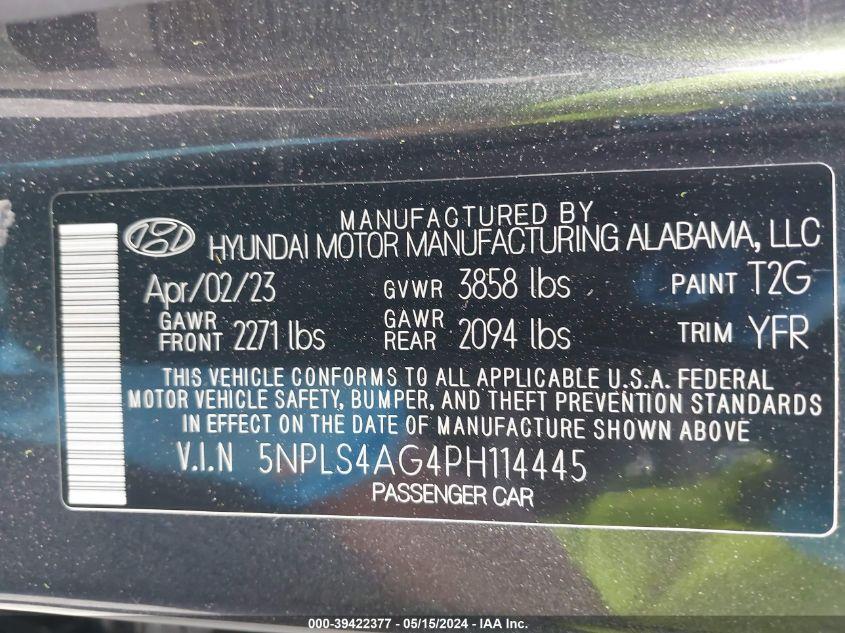 MANUFACTURED BY
HYUNDAI MOTOR MANUFACTURING ALABAMA, LLC
Apr/02/23 GVWR 3858 lbs PAINT T2G
GAWR FRONT 2271 lbs GAWR REAR 2094 lbs TRIM YFR
THIS VEHICLE CONFORMS TO ALL APPLICABLE U.S.A. FEDERAL
MOTOR VEHICLE SAFETY, BUMPER, AND THEFT PREVENTION STANDARDS
IN EFFECT ON THE DATE OF MANUFACTURE SHOWN ABOVE
V.I.N 5NPLS4AG4PH114445
PASSENGER CAR
000-39422377 - 05/15/2024 - COPYRIGHT IAA, Inc.